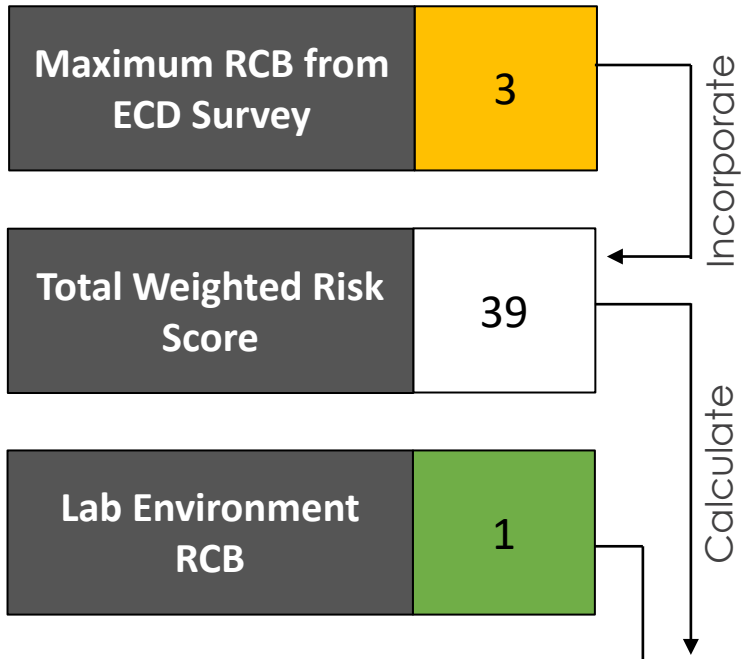 Maximum RCB from
ECD Survey
3
Incorporate
Total Weighted Risk
Score
39
Calculate
Lab Environment
RCB
1